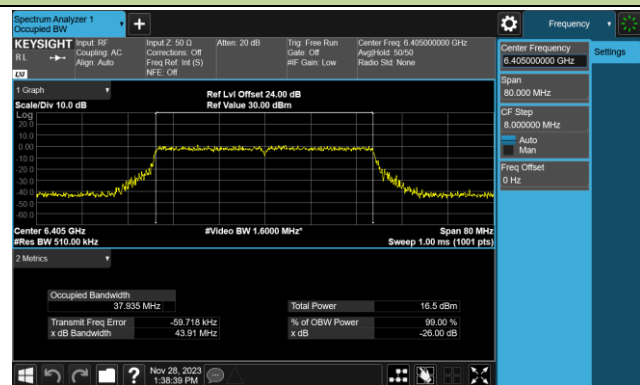 Spectrum Analyzer 1
Occupied BW
Frequency
KEYSIGHT
Input: RF
Coupling: AC
Align: Auto
Input Z: 50 Ω
Corrections: Off
Freq Ref: Int (S)
NFE: Off
Atten: 20 dB
Trig: Free Run
Gate: Off
#IF Gain: Low
Center Freq: 6.405000000 GHz
Avg|Hold: 50/50
Radio Std: None
RL
LXI
Center Frequency
6.405000000 GHz
Settings
Span
80.000 MHz
CF Step
8.000000 MHz
Auto
Man
Freq Offset
0 Hz
1 Graph
Scale/Div 10.0 dB
Ref Lvl Offset 24.00 dB
Ref Value 30.00 dBm
Log
20.0
10.0
0.00
-10.0
-20.0
-30.0
-40.0
-50.0
-60.0
Center 6.405 GHz
#Res BW 510.00 kHz
#Video BW 1.6000 MHz*
Span 80 MHz
Sweep 1.00 ms (1001 pts)
2 Metrics
Occupied Bandwidth
37.935 MHz
Total Power 16.5 dBm
Transmit Freq Error -59.718 kHz
% of OBW Power 99.00 %
x dB Bandwidth 43.91 MHz
x dB -26.00 dB
Nov 28, 2023
1:38:39 PM